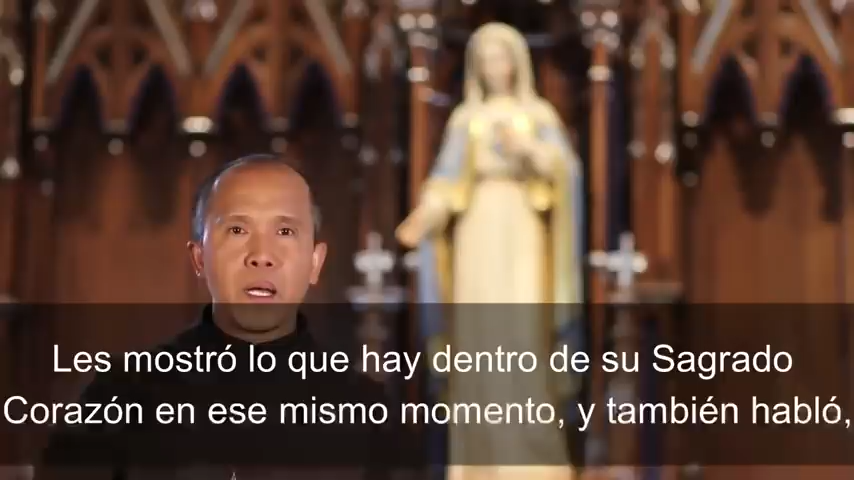 Les mostró lo que hay dentro de su Sagrado
Corazón en ese mismo momento, y también habló,